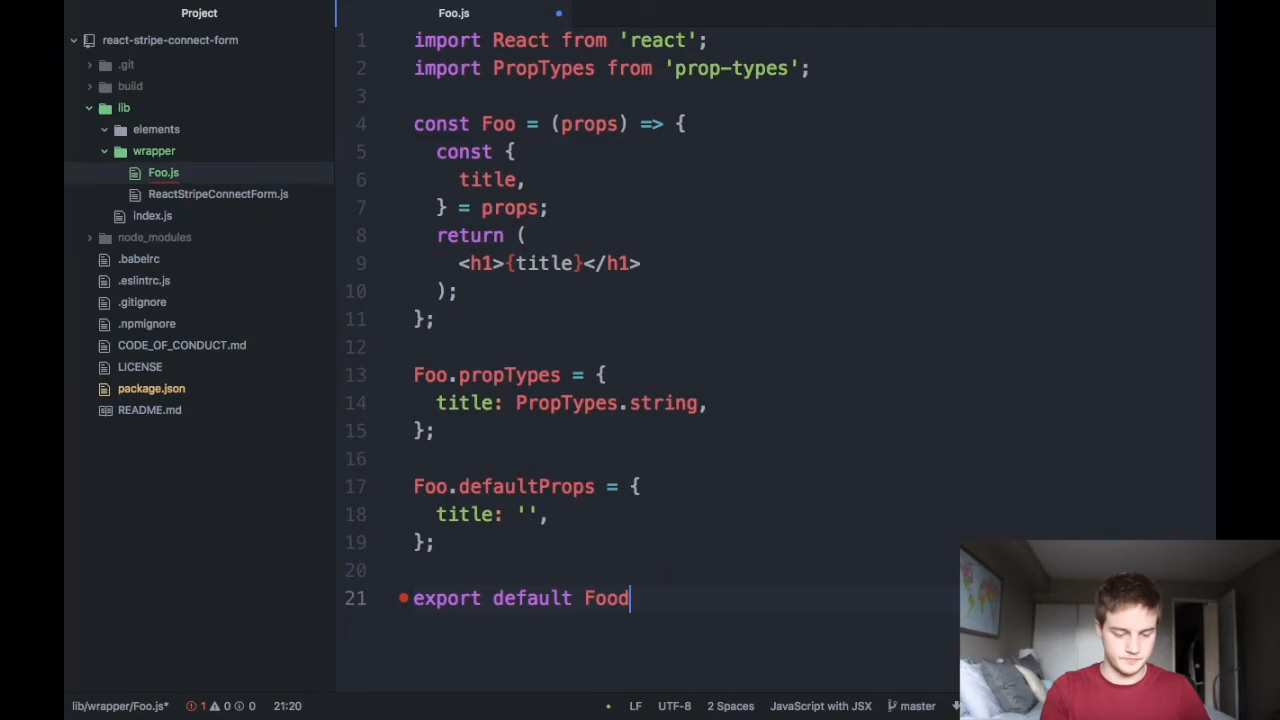 Project
react-stripe-connect-form
.git
build
lib
elements
wrapper
Foo.js
ReactStripeConnectForm.js
index.js
node_modules
.babelrc
.eslintrc.js
.gitignore
.npmignore
CODE_OF_CONDUCT.md
LICENSE
package.json
README.md
Foo.js
1 import React from 'react';
2 import PropTypes from 'prop-types';
3
4 const Foo = (props) => {
5 const {
6 title,
7 } = props;
8 return (
9 <h1>{title}</h1>
10 );
11 };
12
13 Foo.propTypes = {
14 title: PropTypes.string,
15 };
16
17 Foo.defaultProps = {
18 title: '',
19 };
20
21 export default Food
lib/wrapper/Foo.js* 1 0 0 21:20 LF UTF-8 2 Spaces JavaScript with JSX master